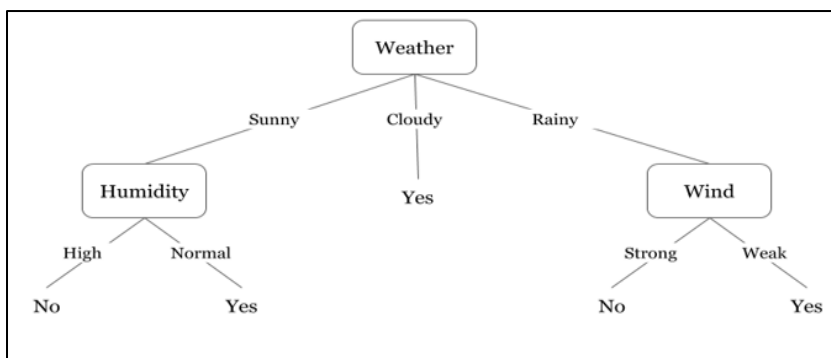 Weather
Sunny Cloudy Rainy
Humidity Yes Wind
High Normal Strong Weak
No Yes No Yes